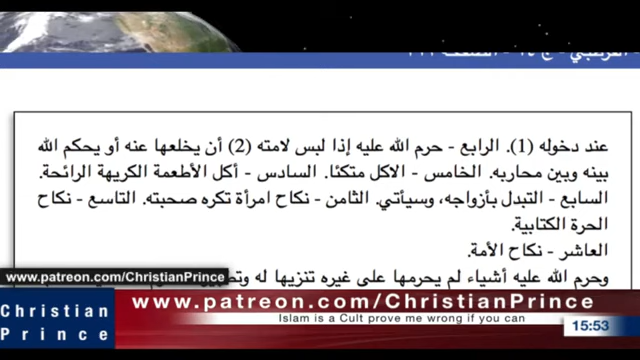 عند دخوله (1). الرابع - حرم الله عليه إذا لبس لامته (2) أن يخلعها عنه أو يحكم الله
بينه وبين محاربه. الخامس - الاكل متكئا. السادس - أكل الأطعمة الكريهة الرائحة.
السابع - التبدل بأزواجه، وسيأتي. الثامن - نكاح امرأة تكره صحبته. التاسع - نكاح
الحرة الكتابية.
العاشر - نكاح الأمة.
وحرم الله عليه أشياء لم يحرمها على غيره تنزيها له
www.patreon.com/ChristianPrince
www.patreon.com/ChristianPrince
Christian
Prince
Islam is a Cult prove me wrong if you can
15:53